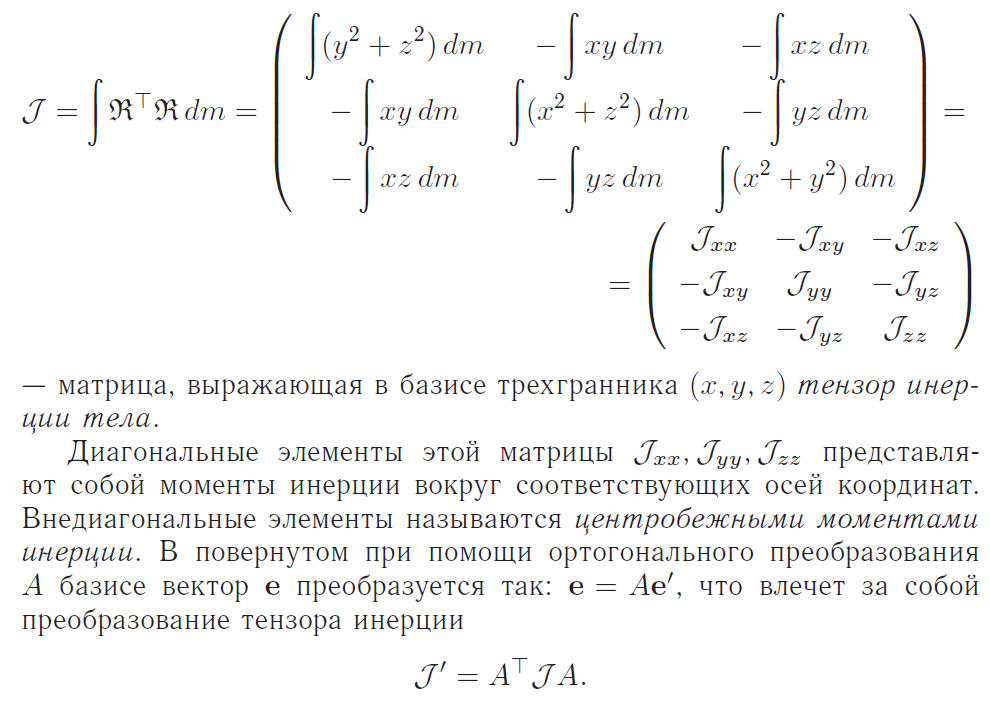 $\mathcal{J} = \int \mathfrak{R}^\top \mathfrak{R}\, dm = \begin{pmatrix} \int (y^2 + z^2)\, dm & -\int xy\, dm & -\int xz\, dm \\ -\int xy\, dm & \int (x^2 + z^2)\, dm & -\int yz\, dm \\ -\int xz\, dm & -\int yz\, dm & \int (x^2 + y^2)\, dm \end{pmatrix} =$
$= \begin{pmatrix} \mathcal{J}_{xx} & -\mathcal{J}_{xy} & -\mathcal{J}_{xz} \\ -\mathcal{J}_{xy} & \mathcal{J}_{yy} & -\mathcal{J}_{yz} \\ -\mathcal{J}_{xz} & -\mathcal{J}_{yz} & \mathcal{J}_{zz} \end{pmatrix}$
— матрица, выражающая в базисе трехгранника $(x, y, z)$ тензор инер-
ции тела.
Диагональные элементы этой матрицы $\mathcal{J}_{xx}, \mathcal{J}_{yy}, \mathcal{J}_{zz}$ представля-
ют собой моменты инерции вокруг соответствующих осей координат.
Внедиагональные элементы называются центробежными моментами
инерции. В повернутом при помощи ортогонального преобразования
$A$ базисе вектор $\mathbf{e}$ преобразуется так: $\mathbf{e} = A\mathbf{e}'$, что влечет за собой
преобразование тензора инерции
$\mathcal{J}' = A^\top \mathcal{J} A.$